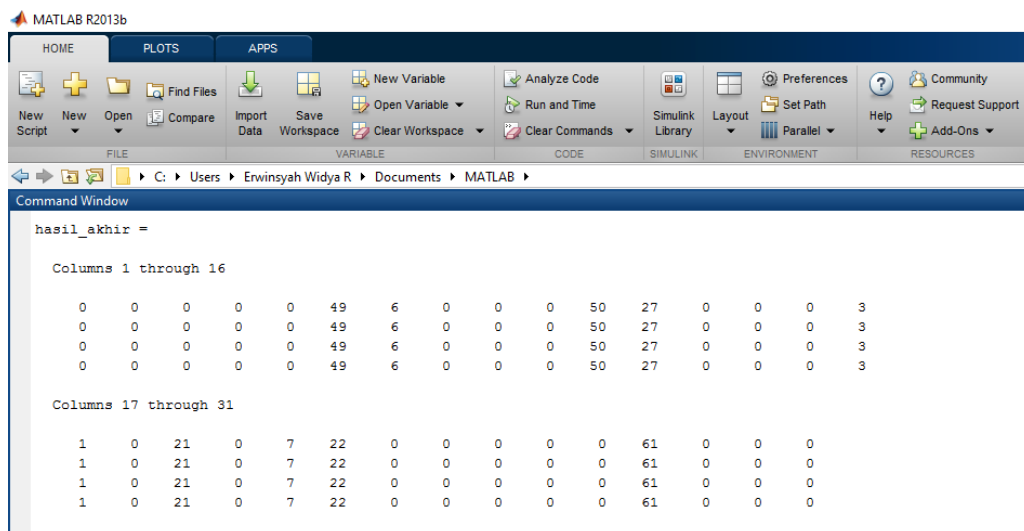 MATLAB R2013b
HOME PLOTS APPS
New Script
New
Open
Find Files
Compare
FILE
Import Data
Save Workspace
New Variable
Open Variable
Clear Workspace
VARIABLE
Analyze Code
Run and Time
Clear Commands
CODE
Simulink Library
SIMULINK
Layout
Preferences
Set Path
Parallel
ENVIRONMENT
Help
Community
Request Support
Add-Ons
RESOURCES
C: Users Erwinsyah Widya R Documents MATLAB
Command Window
hasil_akhir =
Columns 1 through 16
0 0 0 0 0 49 6 0 0 0 50 27 0 0 0 3
0 0 0 0 0 49 6 0 0 0 50 27 0 0 0 3
0 0 0 0 0 49 6 0 0 0 50 27 0 0 0 3
0 0 0 0 0 49 6 0 0 0 50 27 0 0 0 3
Columns 17 through 31
1 0 21 0 7 22 0 0 0 0 0 61 0 0 0
1 0 21 0 7 22 0 0 0 0 0 61 0 0 0
1 0 21 0 7 22 0 0 0 0 0 61 0 0 0
1 0 21 0 7 22 0 0 0 0 0 61 0 0 0